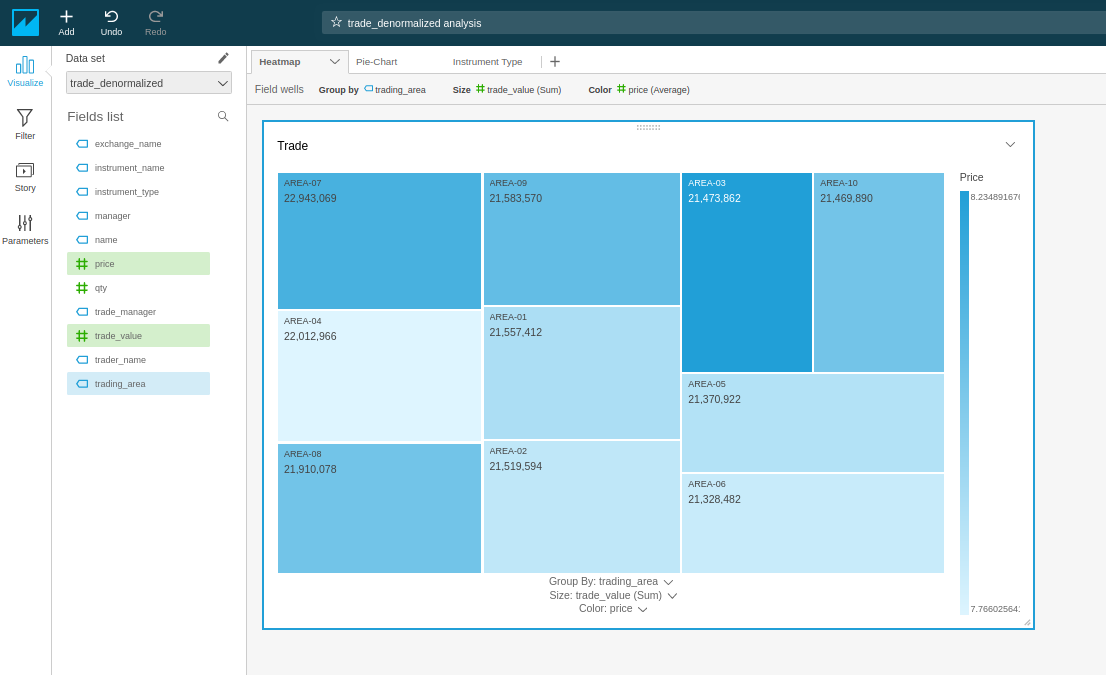 Add
Undo
Redo
trade_denormalized analysis
Visualize
Filter
Story
Parameters
Data set
trade_denormalized
Fields list
exchange_name
instrument_name
instrument_type
manager
name
price
qty
trade_manager
trade_value
trader_name
trading_area
Heatmap
Pie-Chart
Instrument Type
Field wells
Group by trading_area
Size trade_value (Sum)
Color price (Average)
Trade
AREA-07
22,943,069
AREA-04
22,012,966
AREA-08
21,910,078
AREA-09
21,583,570
AREA-01
21,557,412
AREA-02
21,519,594
AREA-03
21,473,862
AREA-10
21,469,890
AREA-05
21,370,922
AREA-06
21,328,482
Group By: trading_area
Size: trade_value (Sum)
Color: price
Price
8.23489167
7.76602564